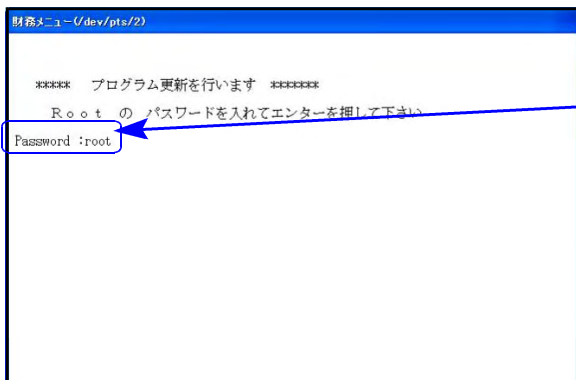 財務メニュー(/dev/pts/2)
***** プログラム更新を行います *******
Root の パスワードを入れてエンターを押して下さい
Password :root